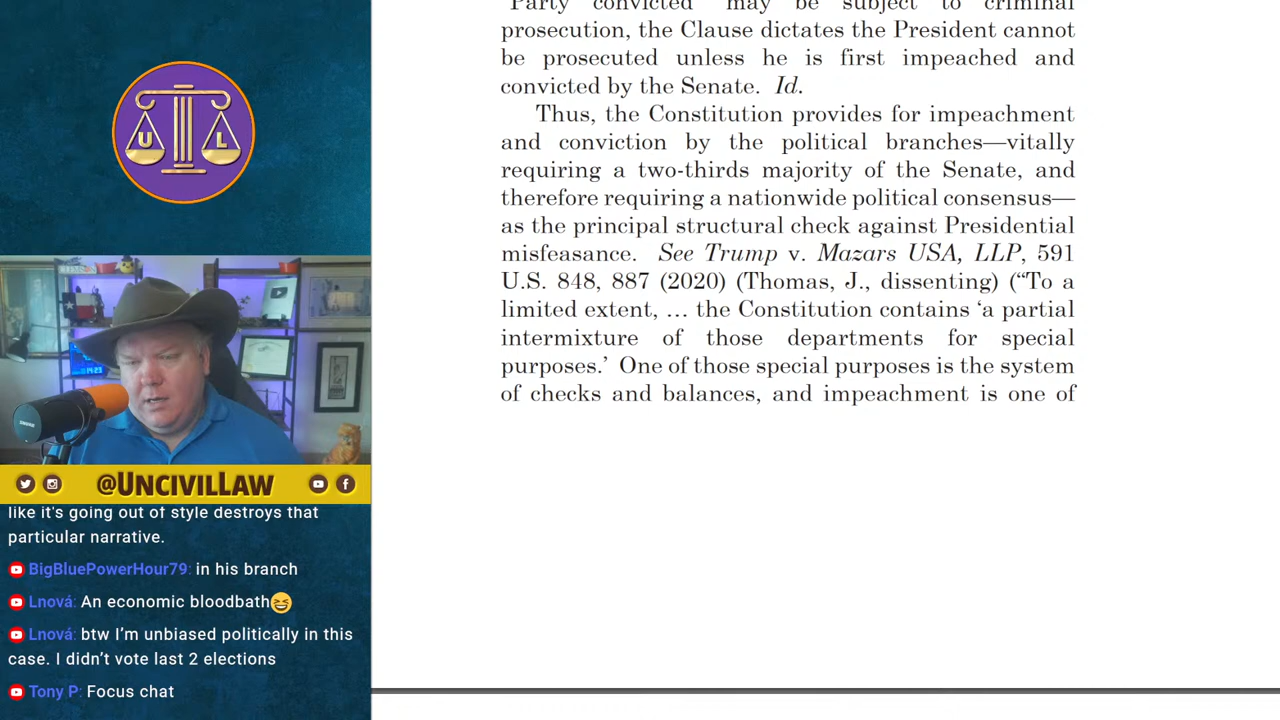 "Party convicted" may be subject to criminal
prosecution, the Clause dictates the President cannot
be prosecuted unless he is first impeached and
convicted by the Senate. Id.
Thus, the Constitution provides for impeachment
and conviction by the political branches—vitally
requiring a two-thirds majority of the Senate, and
therefore requiring a nationwide political consensus—
as the principal structural check against Presidential
misfeasance. See Trump v. Mazars USA, LLP, 591
U.S. 848, 887 (2020) (Thomas, J., dissenting) (“To a
limited extent, … the Constitution contains ‘a partial
intermixture of those departments for special
purposes.’ One of those special purposes is the system
of checks and balances, and impeachment is one of
U L
@UNCIVILLAW
like it's going out of style destroys that
particular narrative.
BigBluePowerHour79: in his branch
Lnová: An economic bloodbath😆
Lnová: btw I’m unbiased politically in this
case. I didn’t vote last 2 elections
Tony P: Focus chat